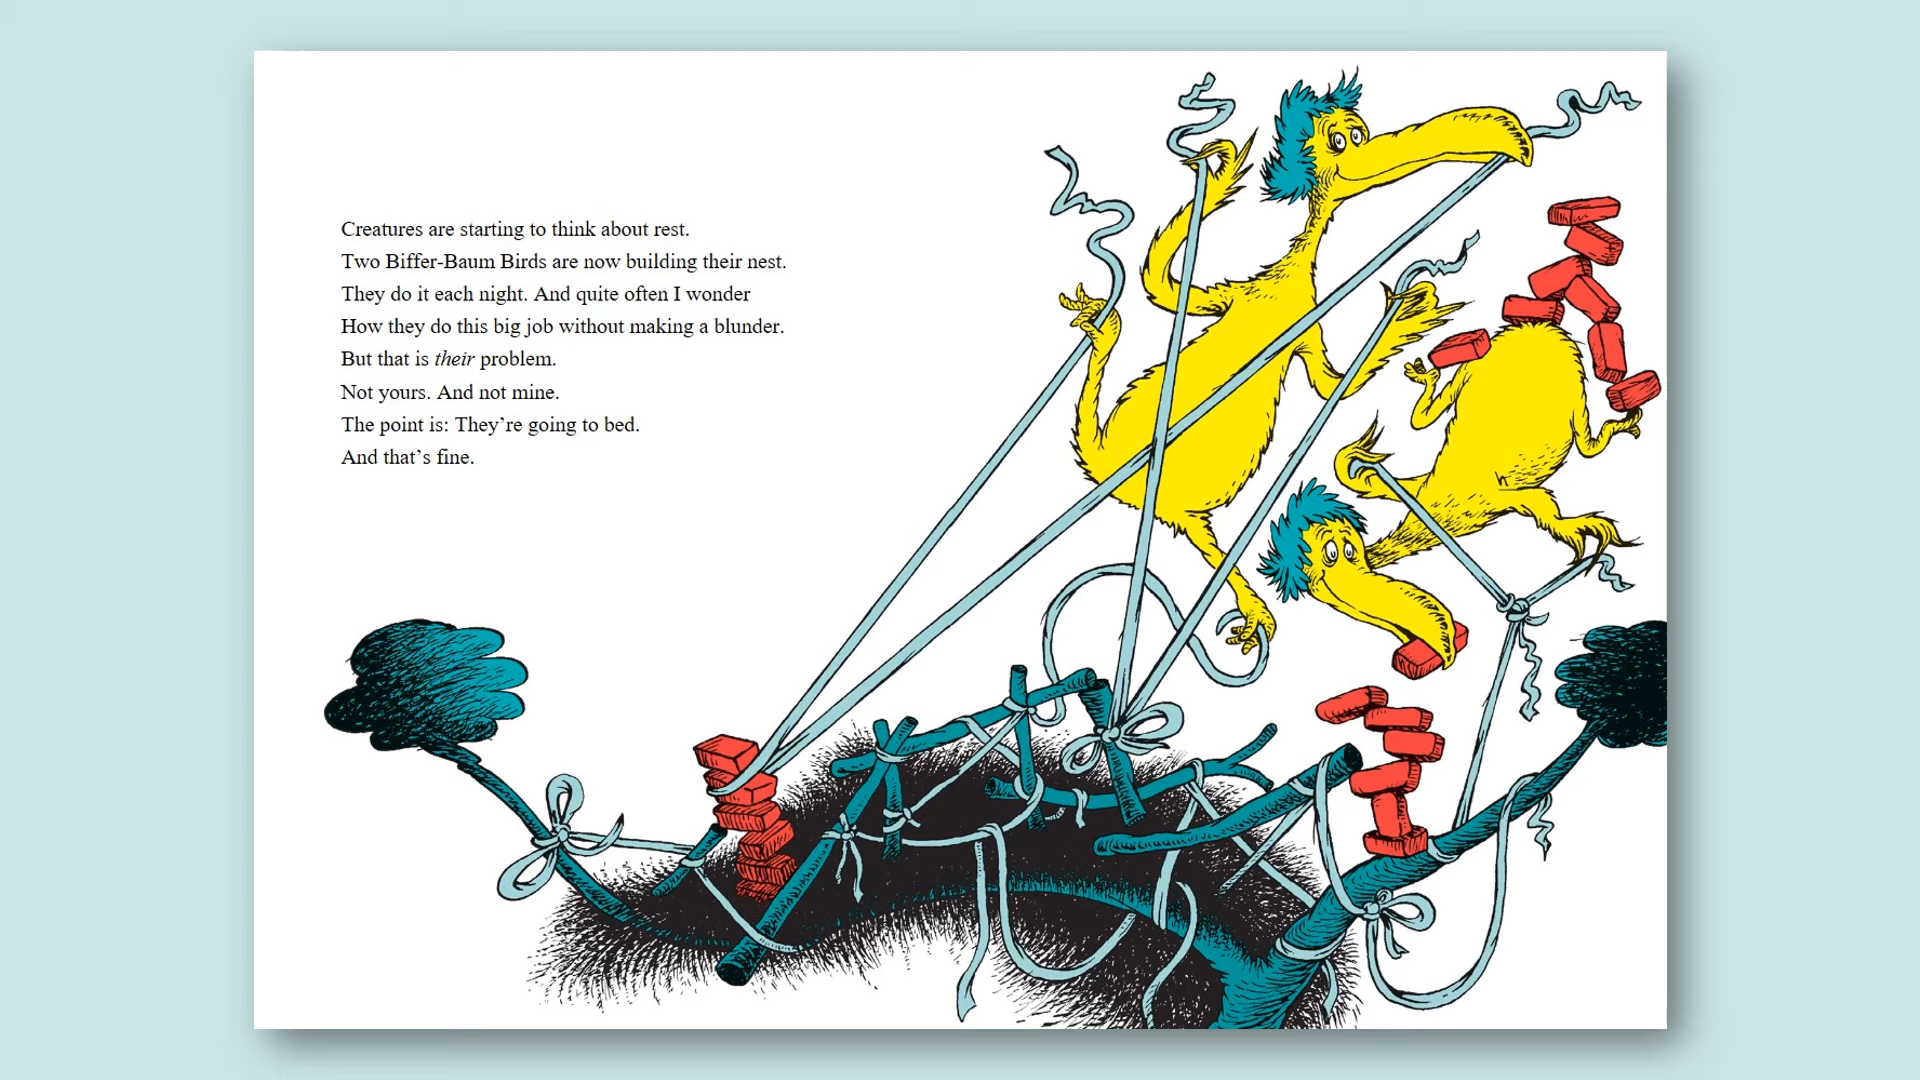 Creatures are starting to think about rest.
Two Biffer-Baum Birds are now building their nest.
They do it each night. And quite often I wonder
How they do this big job without making a blunder.
But that is their problem.
Not yours. And not mine.
The point is: They’re going to bed.
And that’s fine.